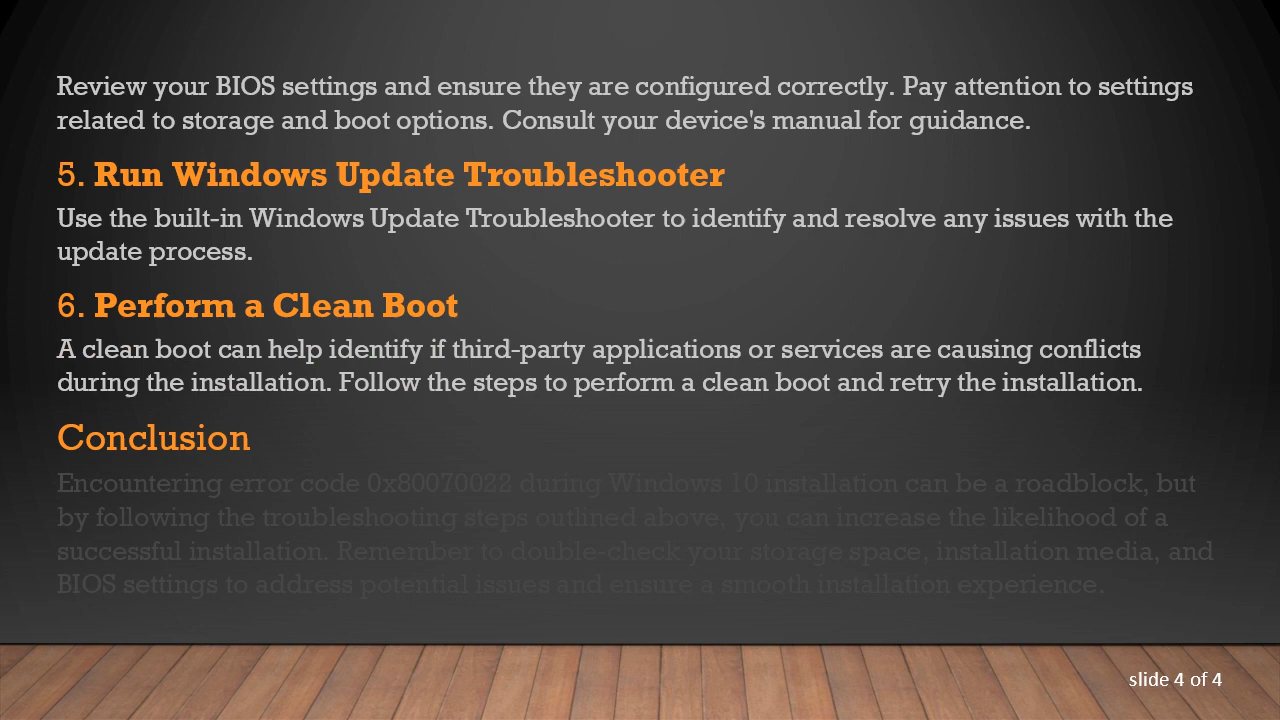 Review your BIOS settings and ensure they are configured correctly. Pay attention to settings
related to storage and boot options. Consult your device's manual for guidance.
5. Run Windows Update Troubleshooter
Use the built-in Windows Update Troubleshooter to identify and resolve any issues with the
update process.
6. Perform a Clean Boot
A clean boot can help identify if third-party applications or services are causing conflicts
during the installation. Follow the steps to perform a clean boot and retry the installation.
Conclusion
Encountering error code 0x80070022 during Windows 10 installation can be a roadblock, but
by following the troubleshooting steps outlined above, you can increase the likelihood of a
successful installation. Remember to double-check your storage space, installation media, and
BIOS settings to address potential issues and ensure a smooth installation experience.
slide 4 of 4